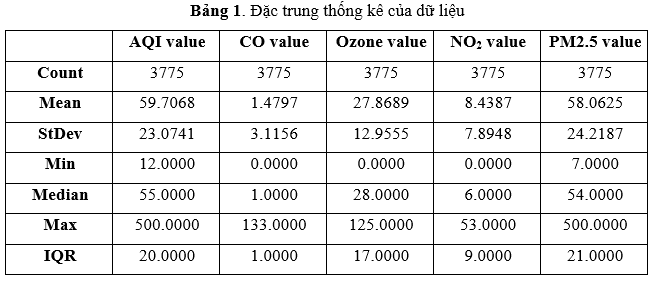 Bảng 1. Đặc trưng thống kê của dữ liệu
AQI value CO value Ozone value NO₂ value PM2.5 value
Count 3775 3775 3775 3775 3775
Mean 59.7068 1.4797 27.8689 8.4387 58.0625
StDev 23.0741 3.1156 12.9555 7.8948 24.2187
Min 12.0000 0.0000 0.0000 0.0000 7.0000
Median 55.0000 1.0000 28.0000 6.0000 54.0000
Max 500.0000 133.0000 125.0000 53.0000 500.0000
IQR 20.0000 1.0000 17.0000 9.0000 21.0000